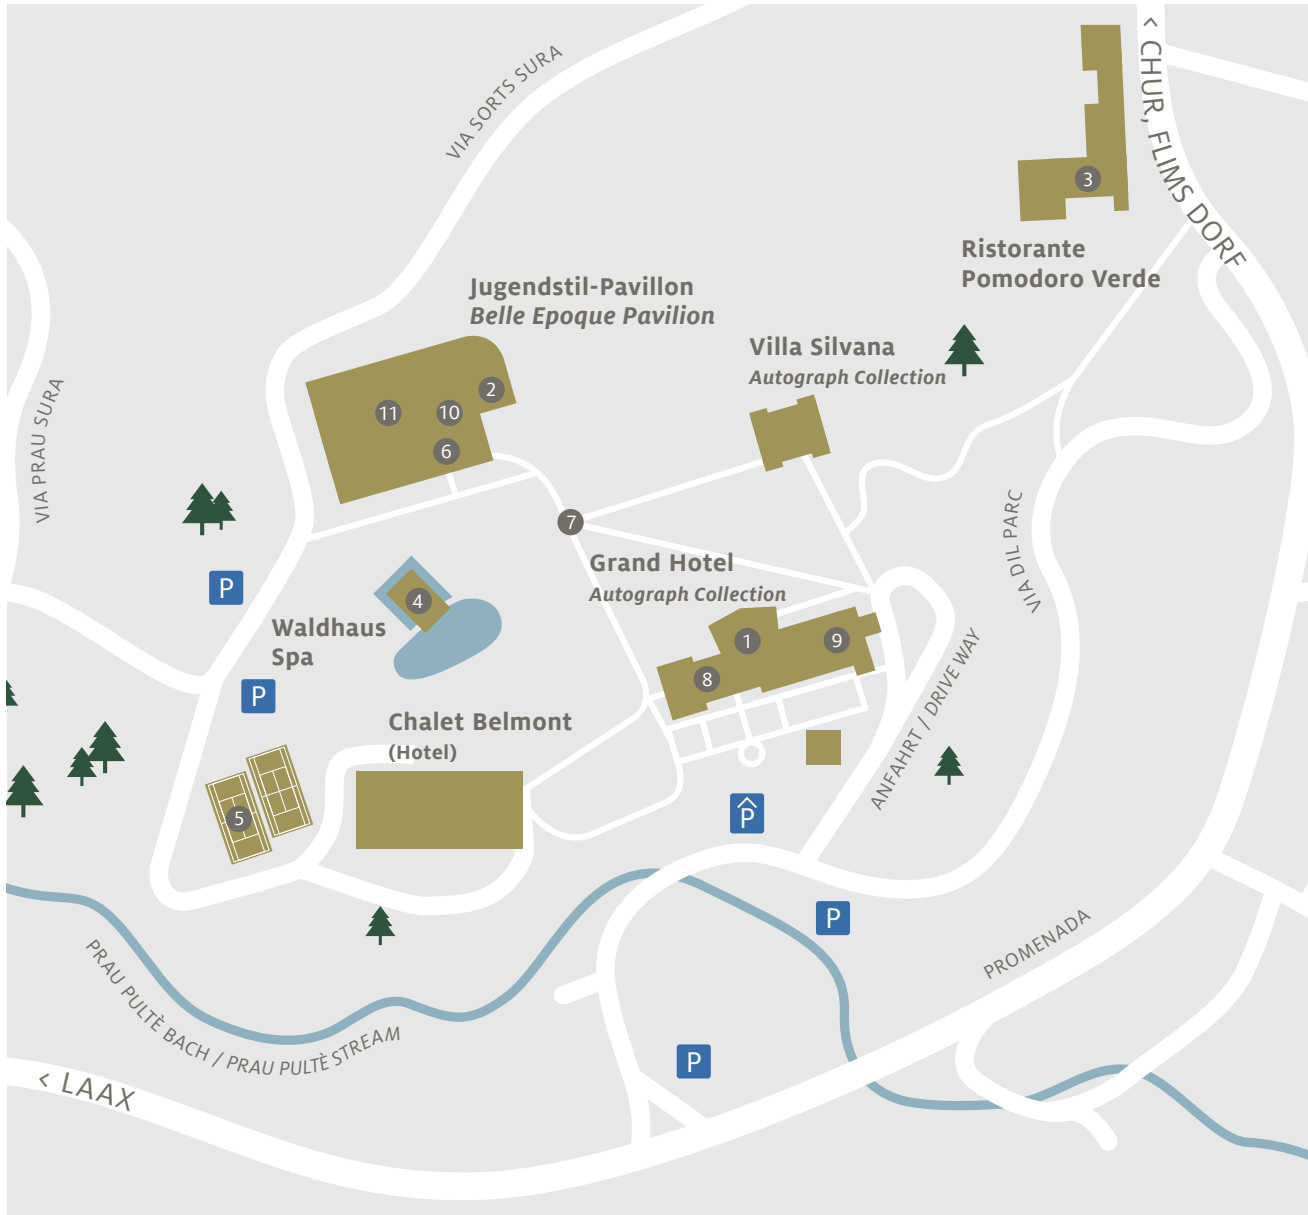 < CHUR, FLIMS DORF
VIA SORTS SURA
3
Ristorante
Pomodoro Verde
Jugendstil-Pavillon
Belle Epoque Pavilion
Villa Silvana
Autograph Collection
2
11
10
6
VIA PRAU SURA
7
VIA DIL PARC
Grand Hotel
Autograph Collection
P
4
Waldhaus
Spa
1
9
8
P
ANFAHRT / DRIVE WAY
Chalet Belmont
(Hotel)
5
P
P
PROMENADA
PRAU PULTÈ BACH / PRAU PULTÈ STREAM
P
< LAAX